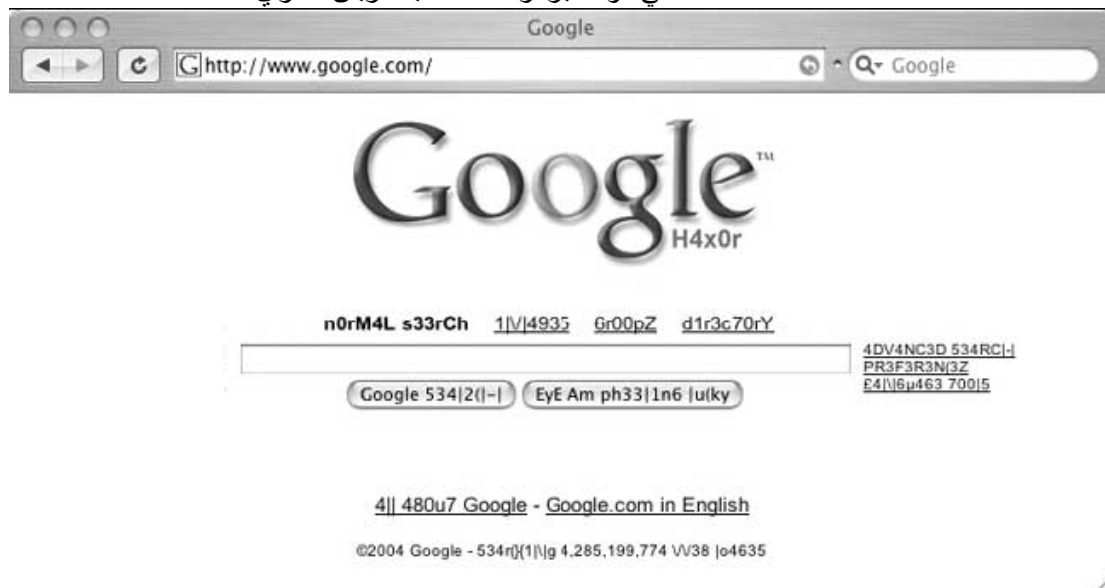 Google
http://www.google.com/
Google
Google™
H4x0r
n0rM4L s33rCh 1|\/|4935 6r00pZ d1r3c70rY
4DV4NC3D 534RC|-|
PR3F3R3N(3Z
£4|\|6µ463 700|5
Google 534|2(|-| EyE Am ph33|1n6 |u(ky
4|| 480u7 Google - Google.com in English
©2004 Google - 534r(}{1|\|g 4,285,199,774 \/\/38 |o4635